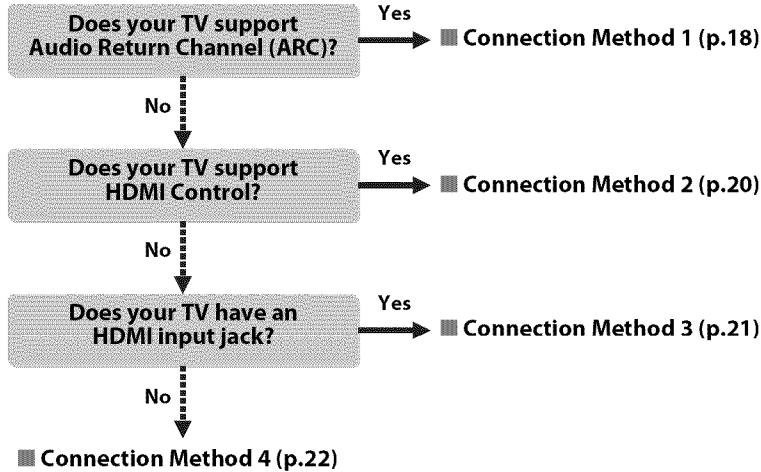 Does your TV support
Audio Return Channel (ARC)?
Yes
Connection Method 1 (p.18)
No
Does your TV support
HDMI Control?
Yes
Connection Method 2 (p.20)
No
Does your TV have an
HDMI input jack?
Yes
Connection Method 3 (p.21)
No
Connection Method 4 (p.22)